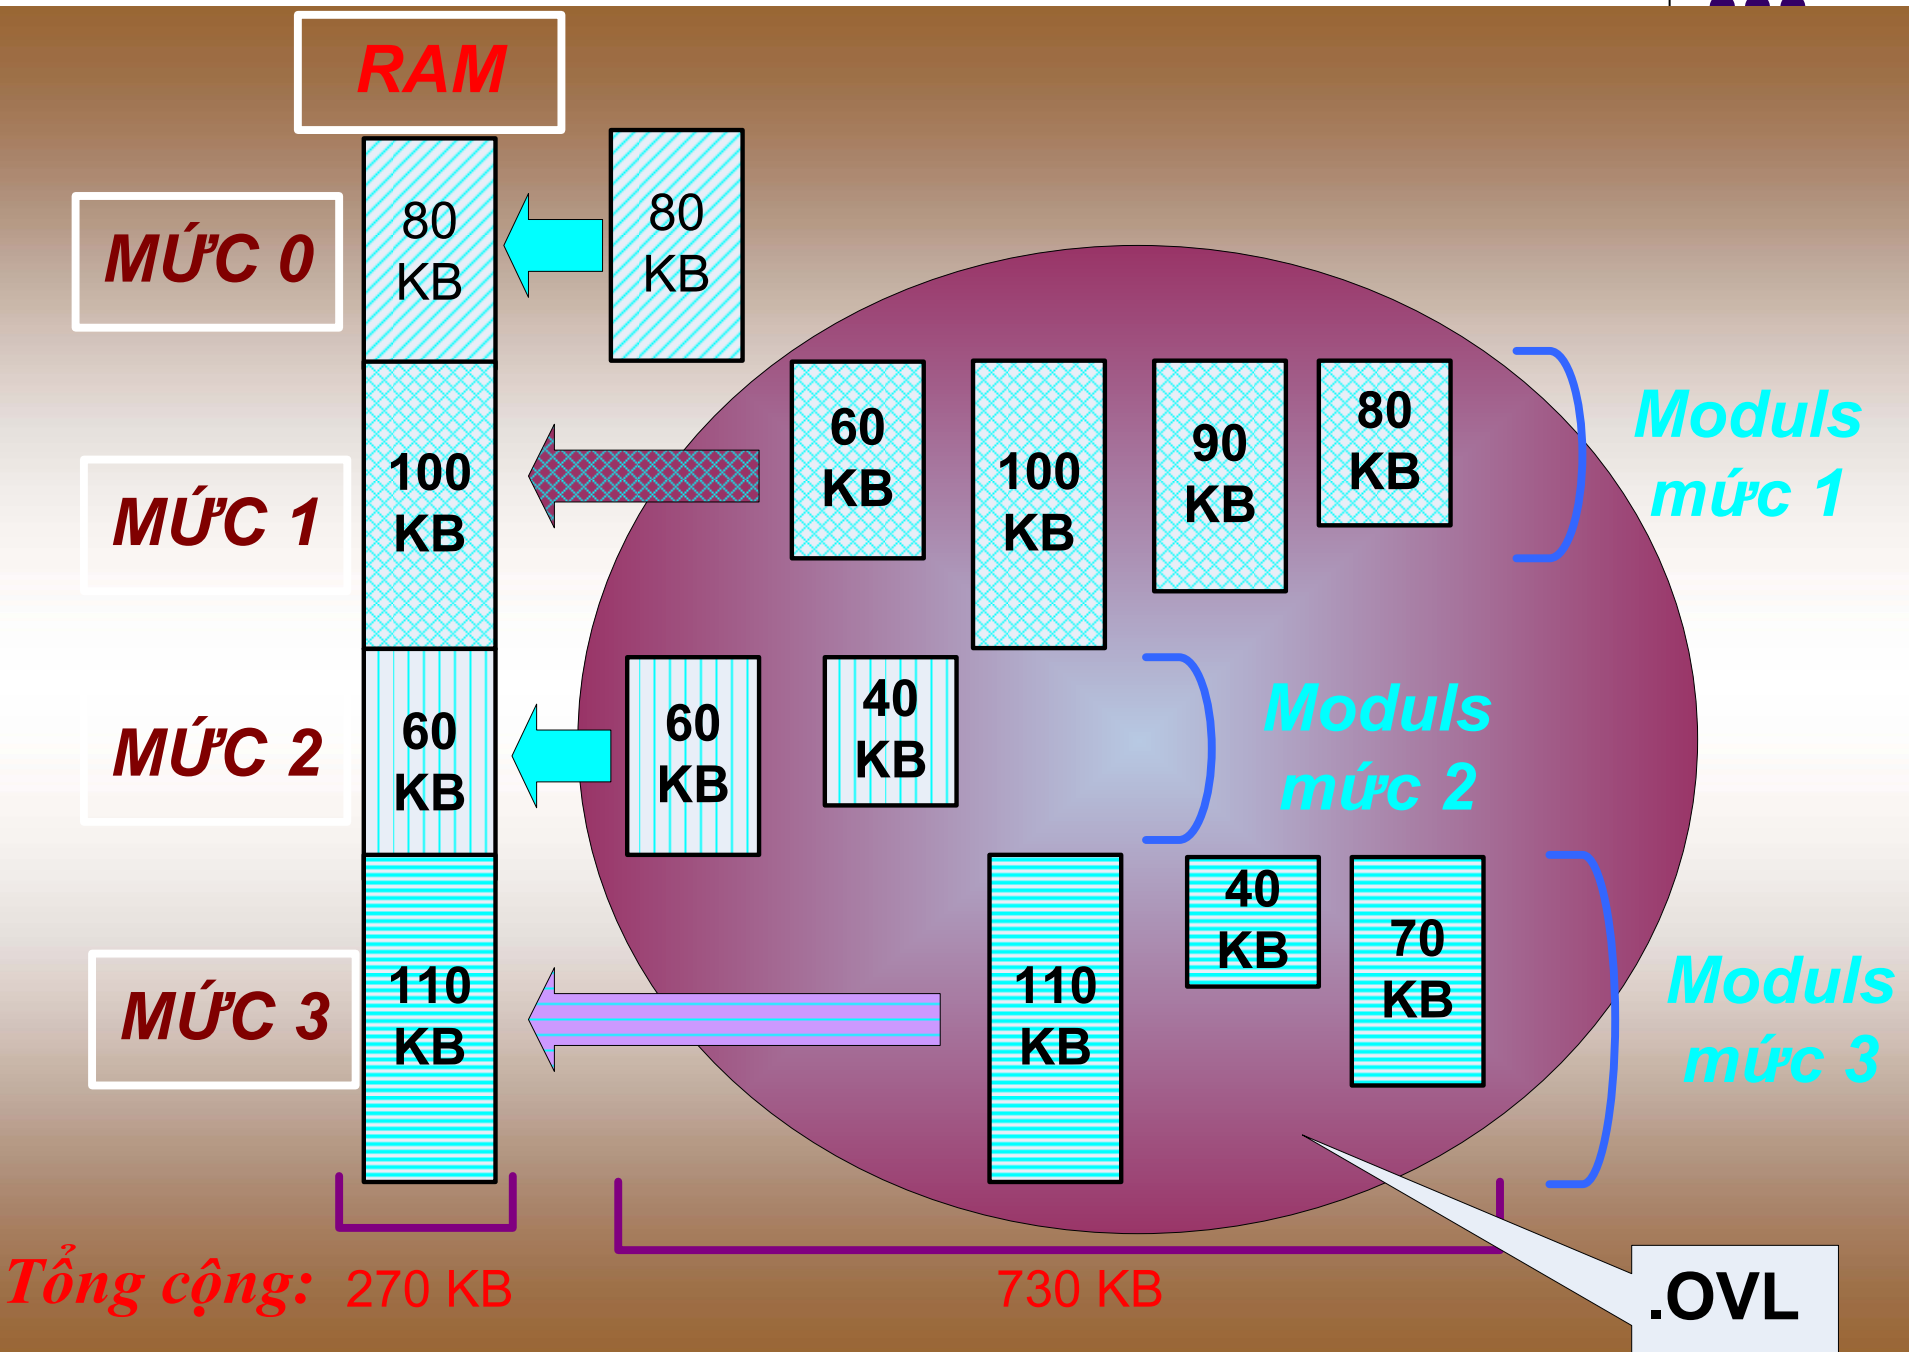 RAM
MỨC 0
80
KB
80
KB
MỨC 1
100
KB
60
KB
100
KB
90
KB
80
KB
Moduls
mức 1
MỨC 2
60
KB
60
KB
40
KB
Moduls
mức 2
MỨC 3
110
KB
110
KB
40
KB
70
KB
Moduls
mức 3
Tổng cộng: 270 KB
730 KB
.OVL